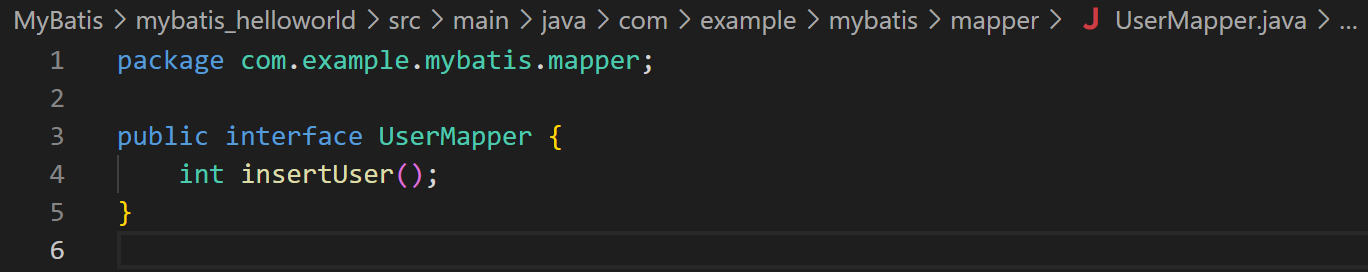 MyBatis > mybatis_helloworld > src > main > java > com > example > mybatis > mapper > J UserMapper.java > ...
1 package com.example.mybatis.mapper;
2
3 public interface UserMapper {
4     int insertUser();
5 }
6